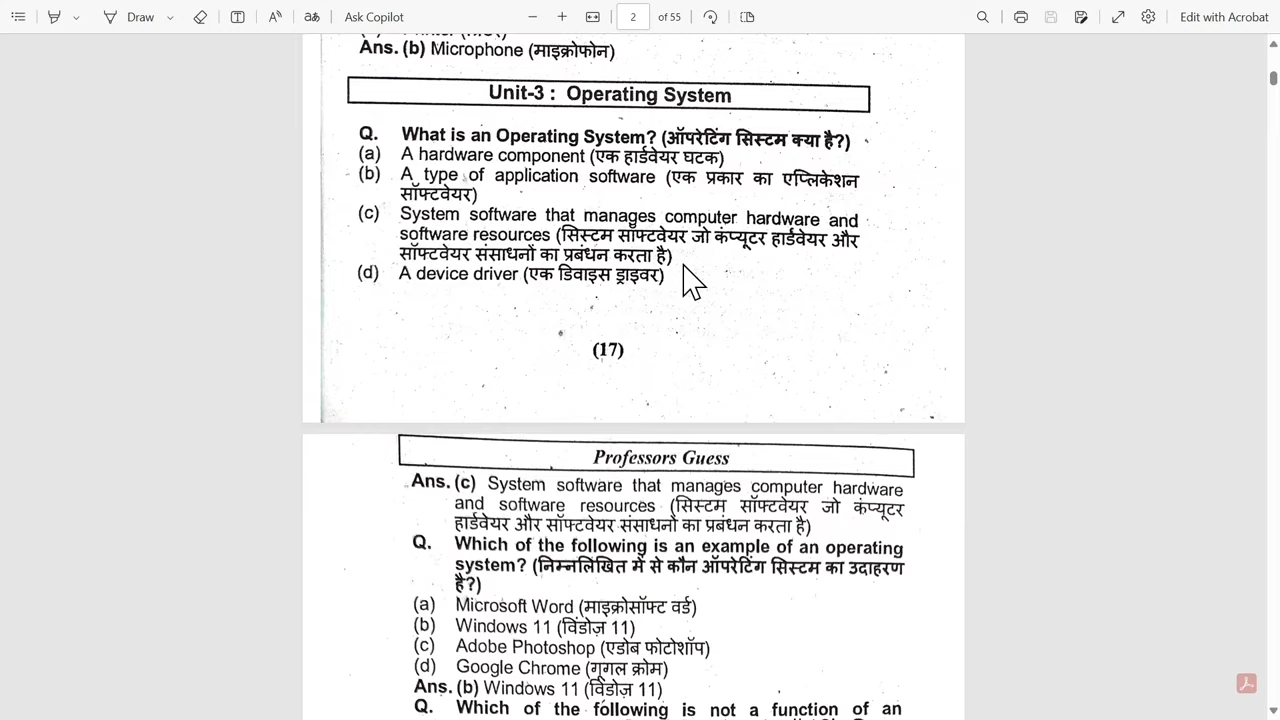 Draw
Ask Copilot
2 of 55
Edit with Acrobat
Ans. (b) Microphone (माइक्रोफोन)
Unit-3 : Operating System
Q. What is an Operating System? (ऑपरेटिंग सिस्टम क्या है?)
(a) A hardware component (एक हार्डवेयर घटक)
(b) A type of application software (एक प्रकार का एप्लिकेशन
सॉफ्टवेयर)
(c) System software that manages computer hardware and
software resources (सिस्टम सॉफ्टवेयर जो कंप्यूटर हार्डवेयर और
सॉफ्टवेयर संसाधनों का प्रबंधन करता है)
(d) A device driver (एक डिवाइस ड्राइवर)
(17)
Professors Guess
Ans. (c) System software that manages computer hardware
and software resources (सिस्टम सॉफ्टवेयर जो कंप्यूटर
हार्डवेयर और सॉफ्टवेयर संसाधनों का प्रबंधन करता है)
Q. Which of the following is an example of an operating
system? (निम्नलिखित में से कौन ऑपरेटिंग सिस्टम का उदाहरण
है?)
(a) Microsoft Word (माइक्रोसॉफ्ट वर्ड)
(b) Windows 11 (विंडोज़ 11)
(c) Adobe Photoshop (एडोब फोटोशॉप)
(d) Google Chrome (गूगल क्रोम)
Ans. (b) Windows 11 (विंडोज़ 11)
Q. Which of the following is not a function of an